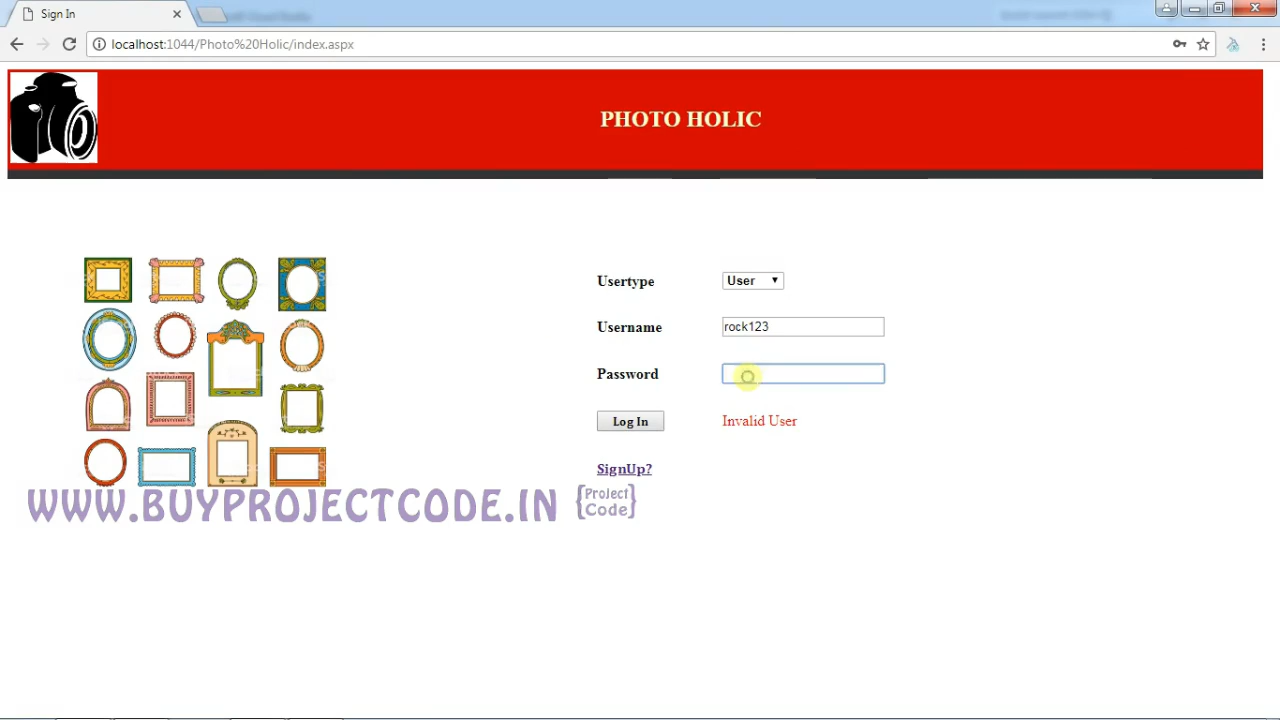 Sign In
localhost:1044/Photo%20Holic/index.aspx
PHOTO HOLIC
Usertype
User
Username
rock123
Password
Log In
Invalid User
SignUp?
WWW.BUYPROJECTCODE.IN
{Project
Code}